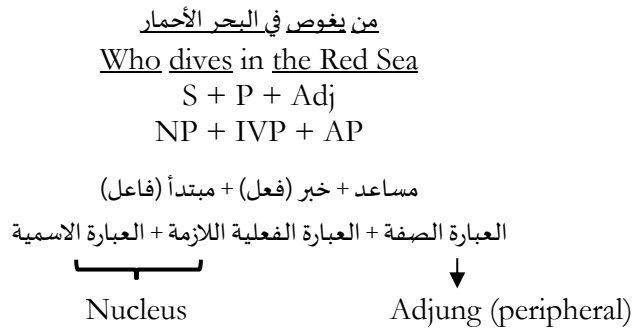 من يغوص في البحر الأحمار
Who dives in the Red Sea
S + P + Adj
NP + IVP + AP
مساعد + خبر (فعل) + مبتدأ (فاعل)
العبارة الصفة + العبارة الفعلية اللازمة + العبارة الاسمية
Nucleus
Adjung (peripheral)